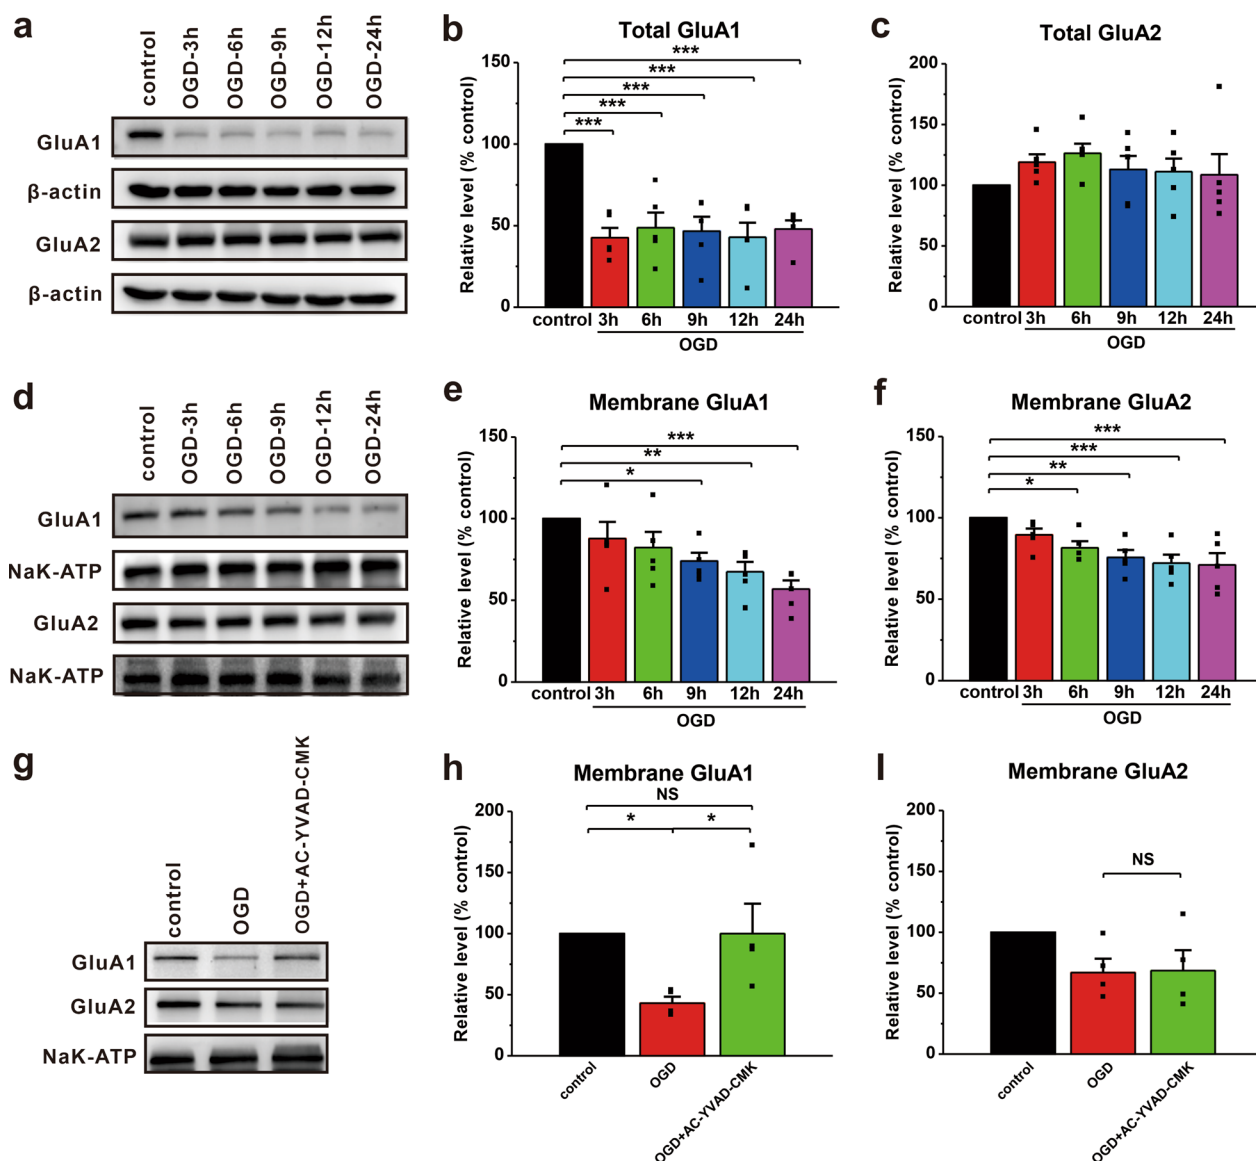 a
control
OGD-3h
OGD-6h
OGD-9h
OGD-12h
OGD-24h
GluA1
β-actin
GluA2
β-actin
b
Total GluA1
Relative level (% control)
150
100
50
0
***
***
***
***
***
control 3h 6h 9h 12h 24h
OGD
c
Total GluA2
Relative level (% control)
200
150
100
50
0
control 3h 6h 9h 12h 24h
OGD
d
control
OGD-3h
OGD-6h
OGD-9h
OGD-12h
OGD-24h
GluA1
NaK-ATP
GluA2
NaK-ATP
e
Membrane GluA1
Relative level (% control)
150
100
50
0
***
**
*
control 3h 6h 9h 12h 24h
OGD
f
Membrane GluA2
Relative level (% control)
150
100
50
0
***
***
**
*
control 3h 6h 9h 12h 24h
OGD
g
control
OGD
OGD+AC-YVAD-CMK
GluA1
GluA2
NaK-ATP
h
Membrane GluA1
Relative level (% control)
200
150
100
50
0
NS
* *
control
OGD
OGD+AC-YVAD-CMK
I
Membrane GluA2
Relative level (% control)
200
150
100
50
0
NS
control
OGD
OGD+AC-YVAD-CMK